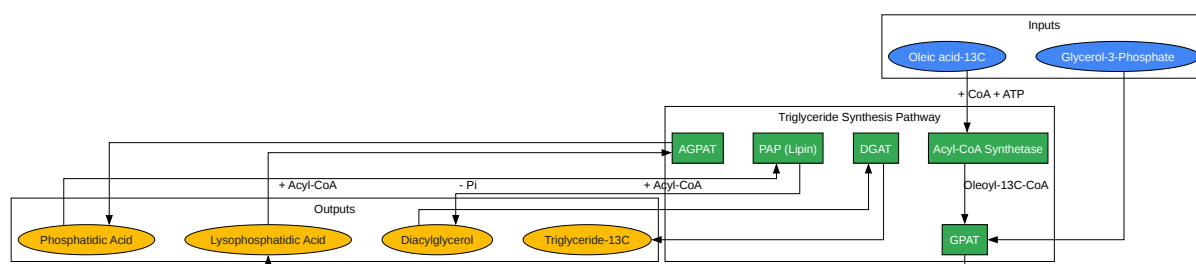 Inputs
Oleic acid-13C
Glycerol-3-Phosphate
+ CoA + ATP
Triglyceride Synthesis Pathway
AGPAT
PAP (Lipin)
DGAT
Acyl-CoA Syntetase
+ Acyl-CoA
- Pi
+ Acyl-CoA
Oleoyl-13C-CoA
Outputs
Phosphatidic Acid
Lysophosphatidic Acid
Diacylglycerol
Triglyceride-13C
GPAT